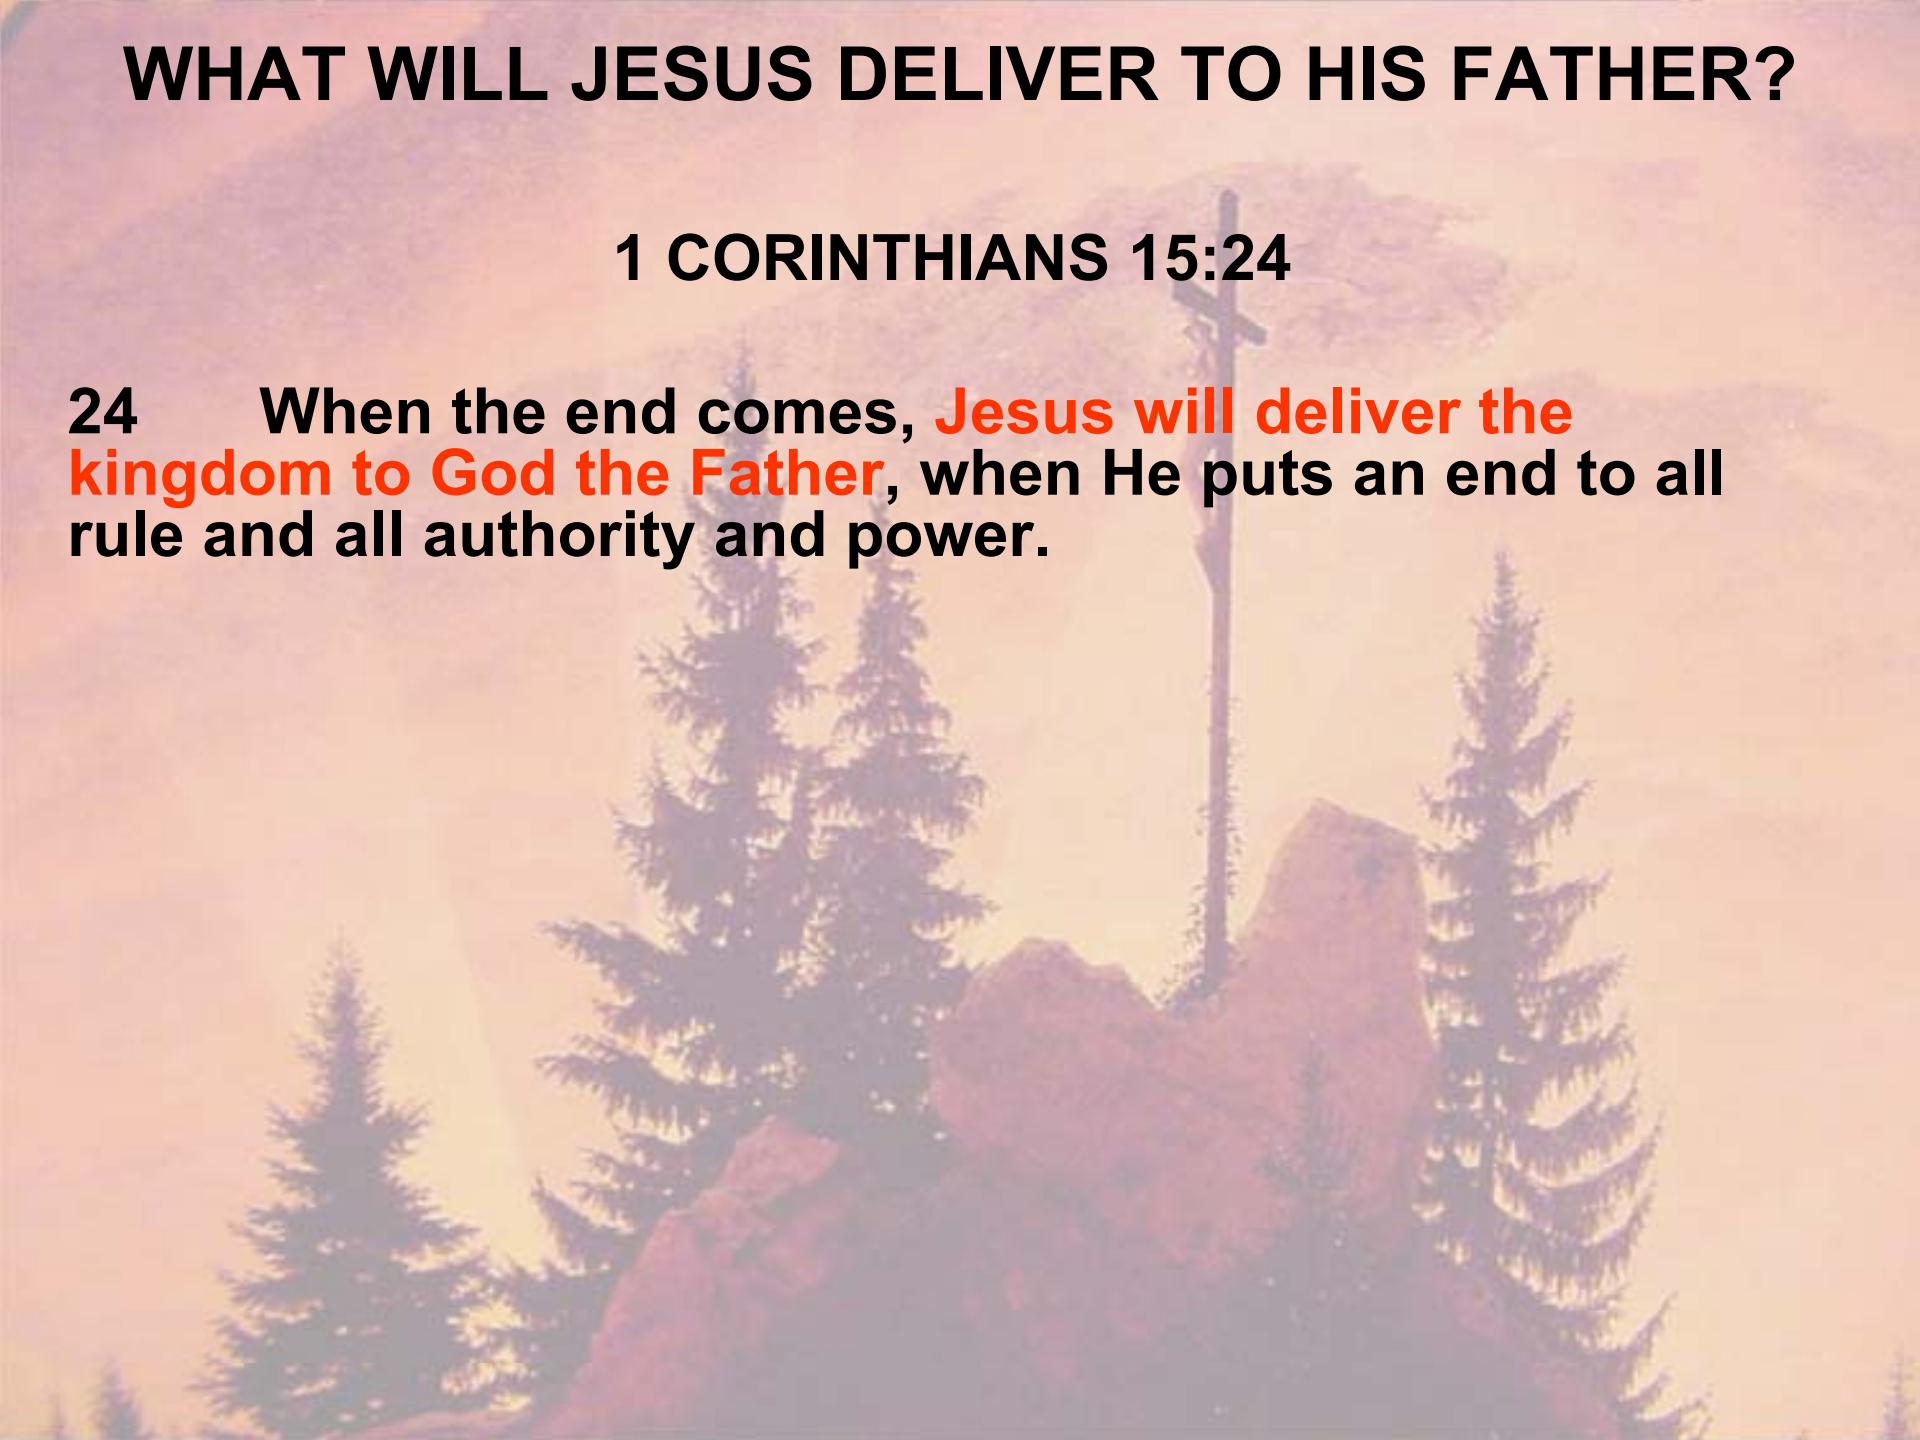 WHAT WILL JESUS DELIVER TO HIS FATHER?
1 CORINTHIANS 15:24
24 When the end comes, Jesus will deliver the
kingdom to God the Father, when He puts an end to all
rule and all authority and power.